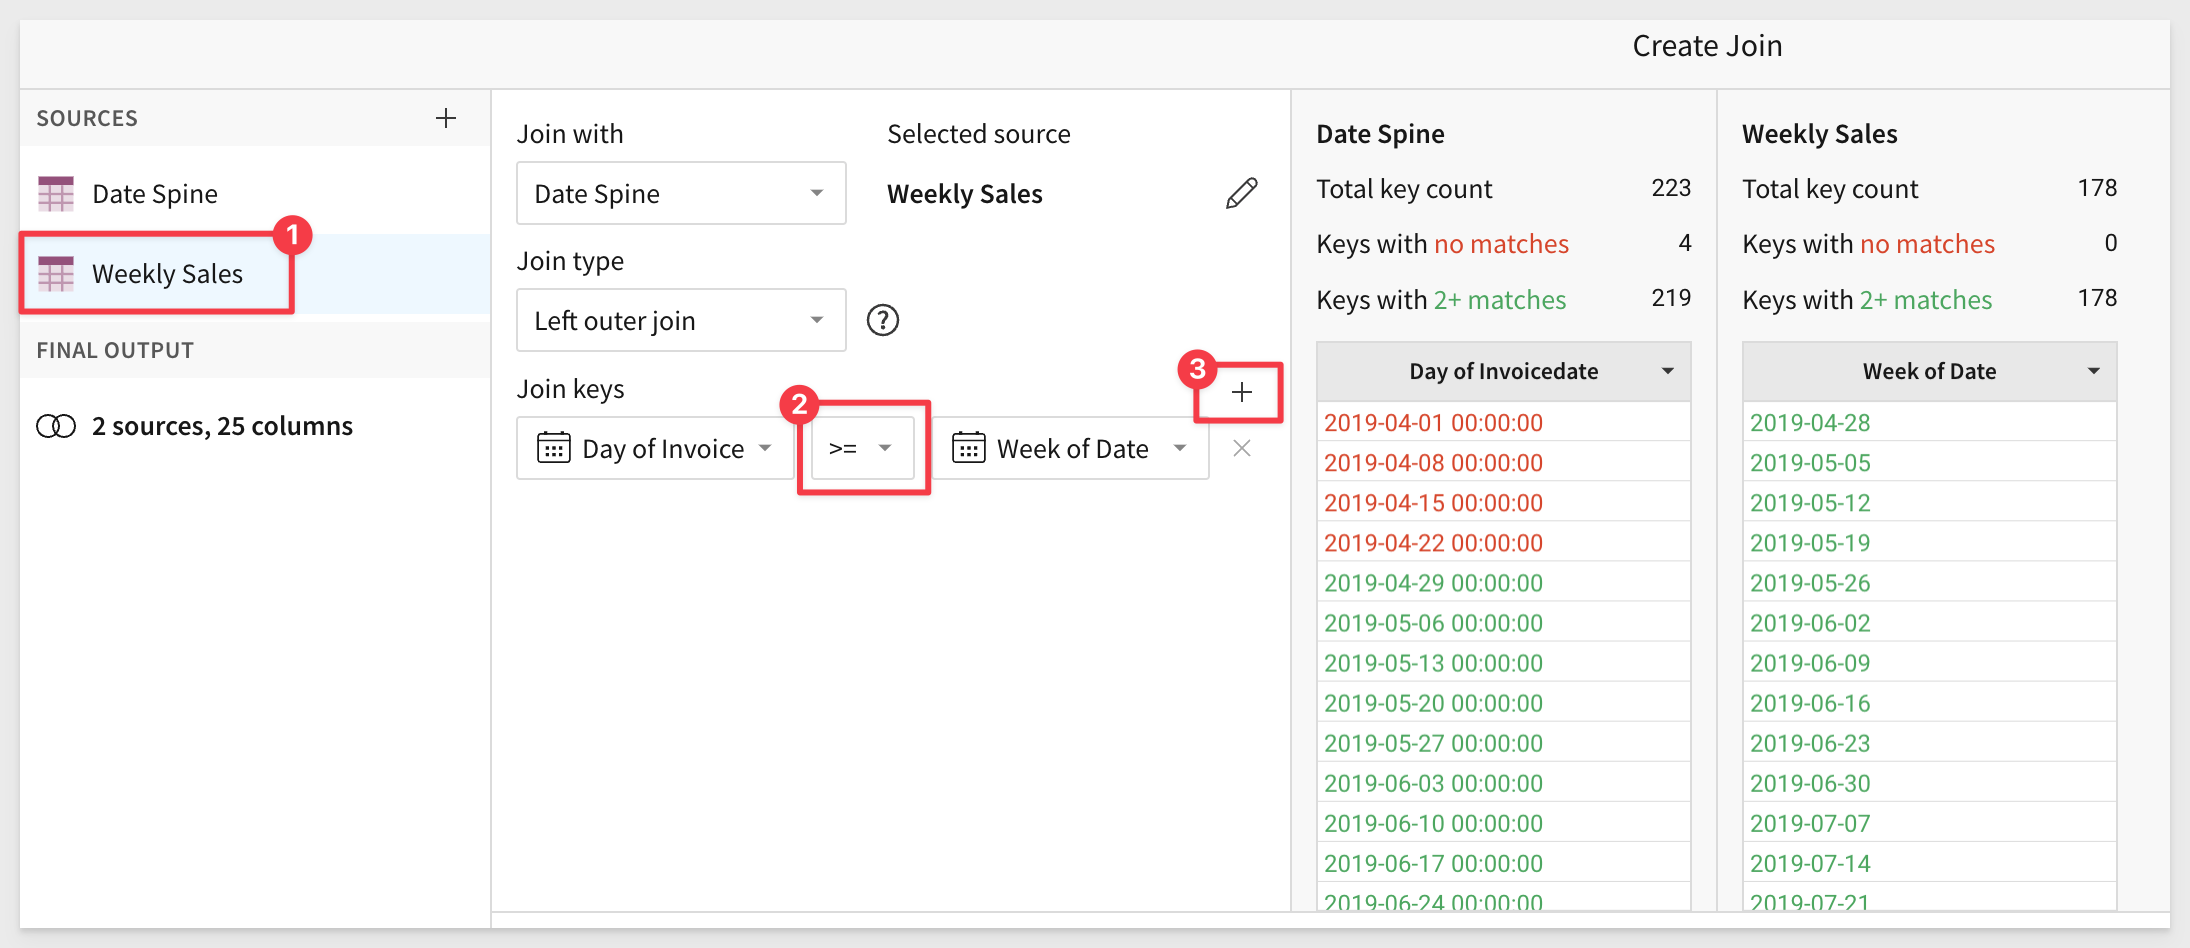 Create Join
SOURCES
Date Spine
1
Weekly Sales
FINAL OUTPUT
2 sources, 25 columns
Join with
Date Spine
Selected source
Weekly Sales
Join type
Left outer join
?
Join keys
3
2
Day of Invoice
>=
Week of Date
Date Spine
Total key count 223
Keys with no matches 4
Keys with 2+ matches 219
Day of Invoicedate
2019-04-01 00:00:00
2019-04-08 00:00:00
2019-04-15 00:00:00
2019-04-22 00:00:00
2019-04-29 00:00:00
2019-05-06 00:00:00
2019-05-13 00:00:00
2019-05-20 00:00:00
2019-05-27 00:00:00
2019-06-03 00:00:00
2019-06-10 00:00:00
2019-06-17 00:00:00
2019-06-24 00:00:00
Weekly Sales
Total key count 178
Keys with no matches 0
Keys with 2+ matches 178
Week of Date
2019-04-28
2019-05-05
2019-05-12
2019-05-19
2019-05-26
2019-06-02
2019-06-09
2019-06-16
2019-06-23
2019-06-30
2019-07-07
2019-07-14
2019-07-21